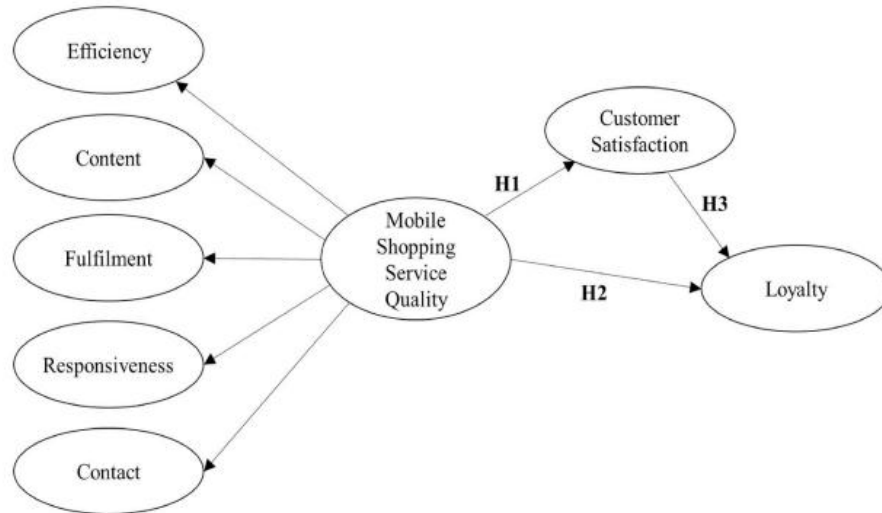 Efficiency
Content
Fulfilment
Responsiveness
Contact
Mobile
Shopping
Service
Quality
H1
H2
Customer
Satisfaction
H3
Loyalty